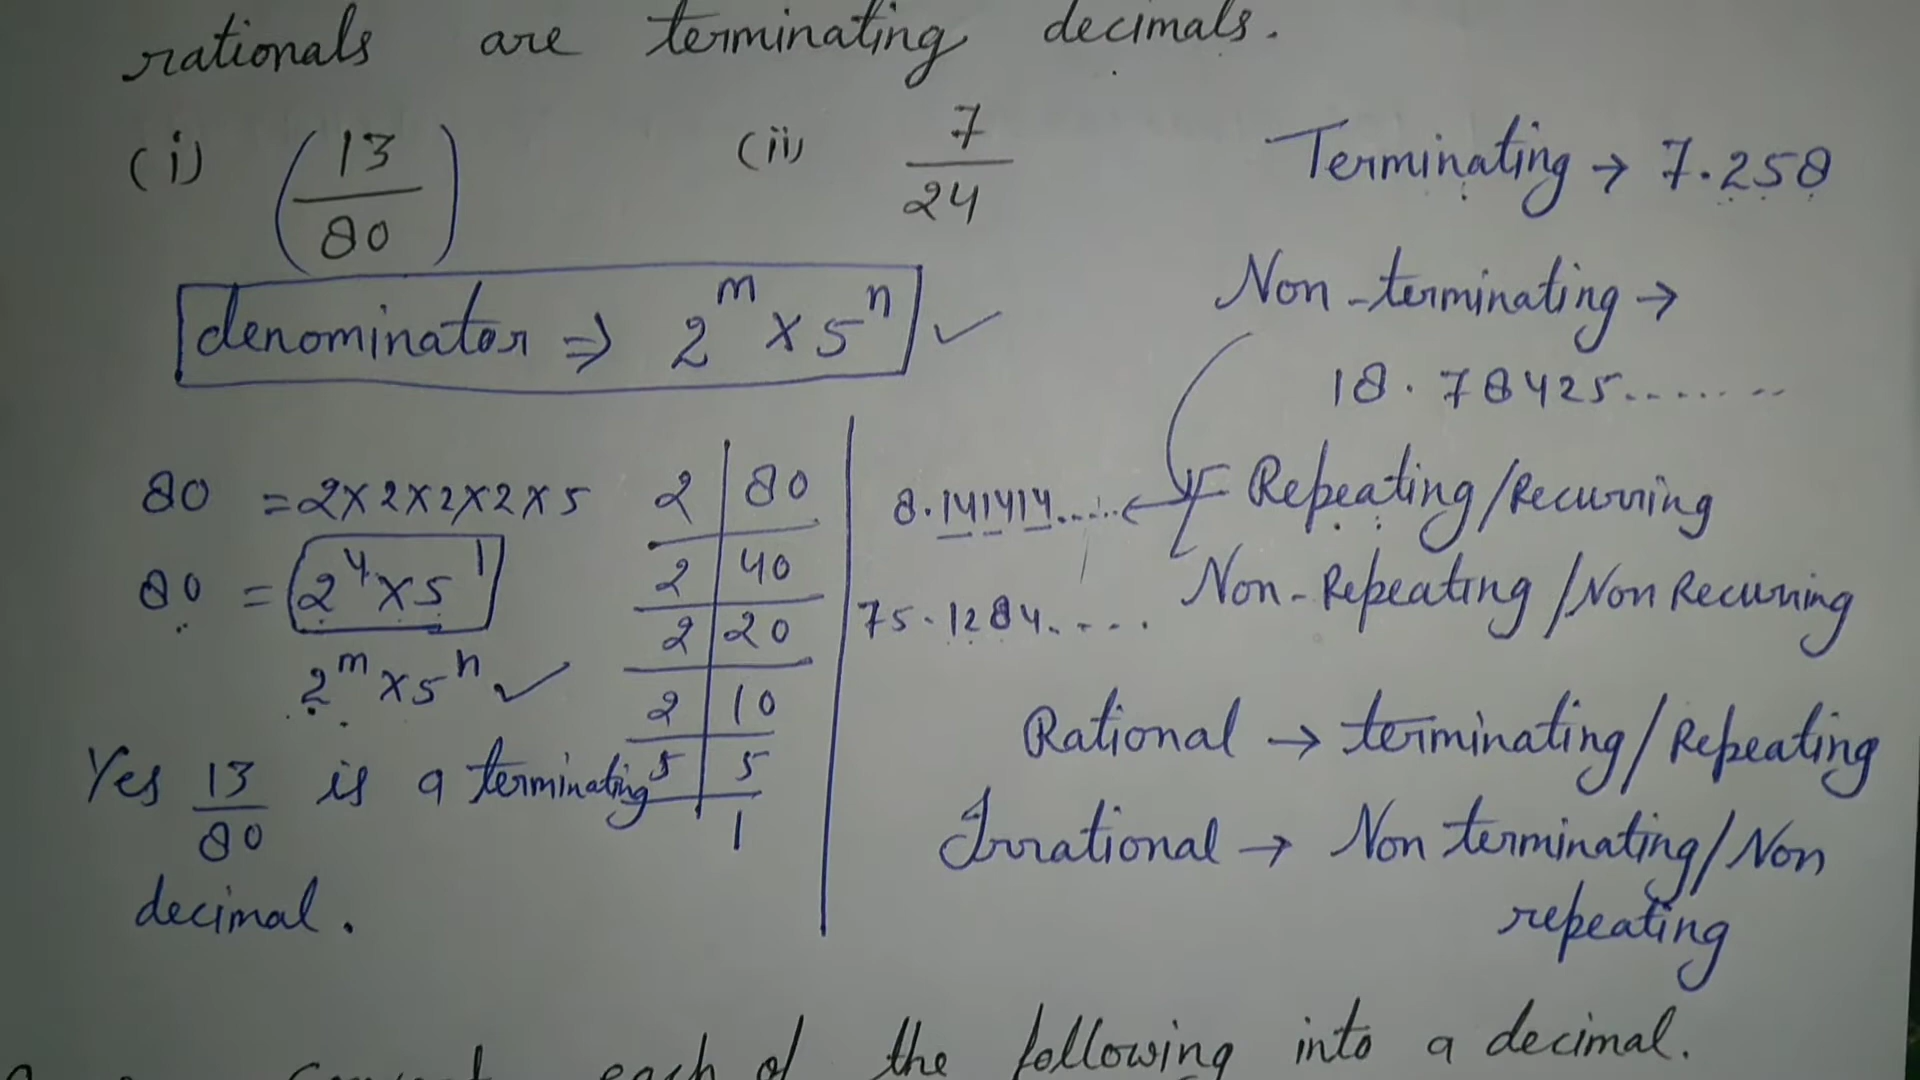 rationals are terminating decimals.
(i) (13/80) (ii) 7/24
denominator ⇒ 2^m × 5^n ✓
80 = 2×2×2×2×5
80 = 2^4 × 5^1
2^m × 5^n ✓
Yes 13/80 is a terminating
decimal.
2 | 80
2 | 40
2 | 20
2 | 10
5 | 5
1
Terminating → 7.258
Non-terminating →
18.78425.......
8.141414..... ← Repeating/Recurring
75.1284.... Non-Repeating/Non Recurring
Rational → terminating/Repeating
Irrational → Non terminating/Non
repeating
each of the following into a decimal.